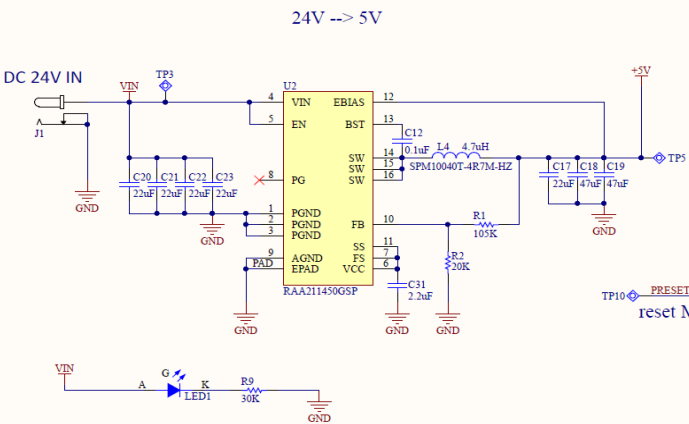 24V --> 5V
DC 24V IN
J1
VIN
TP3
GND
C20
22uF
C21
22uF
C22
22uF
C23
22uF
GND
U2
4 VIN
5 EN
8 PG
1 PGND
2 PGND
3 PGND
9 AGND
PAD EPAD
EBIAS 12
BST 13
SW 14
SW 15
SW 16
FB 10
SS 11
FS 7
VCC 6
RAA211450GSP
GND
C12
0.1uF
L4 4.7uH
SPM10040T-4R7M-HZ
R1
105K
R2
20K
C31
2.2uF
GND
GND
+5V
TP5
C17
22uF
C18
47uF
C19
47uF
GND
TP10 PRESET
reset M
VIN
A G K
LED1
R9
30K
GND